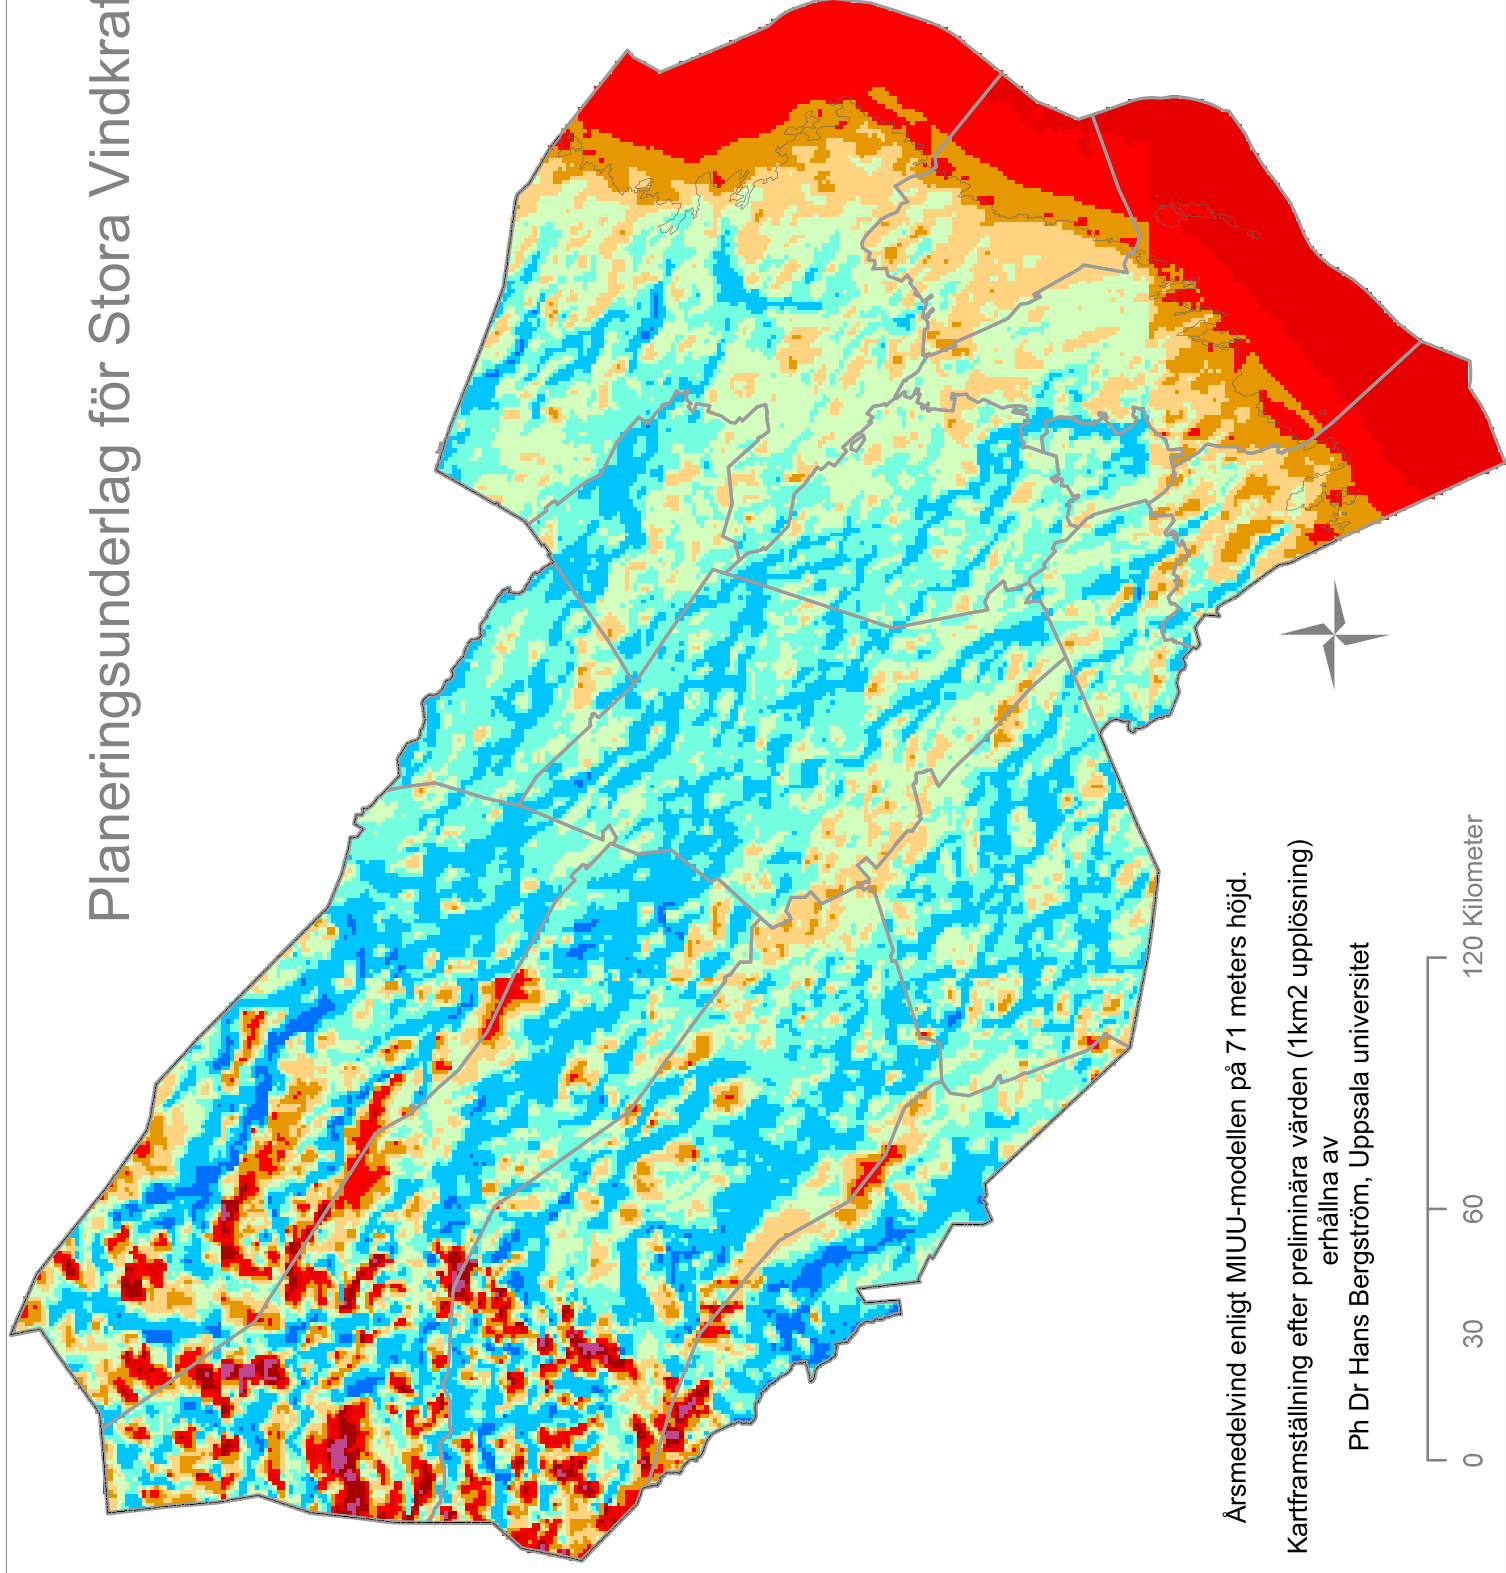 Planeringsunderlag för Stora Vindkraf
Årsmedelvind enligt MIUU-modellen på 71 meters höjd.
Kartframställning efter preliminära värden (1km2 upplösning)
erhållna av
Ph Dr Hans Bergström, Uppsala universitet
0 30 60 120 Kilometer